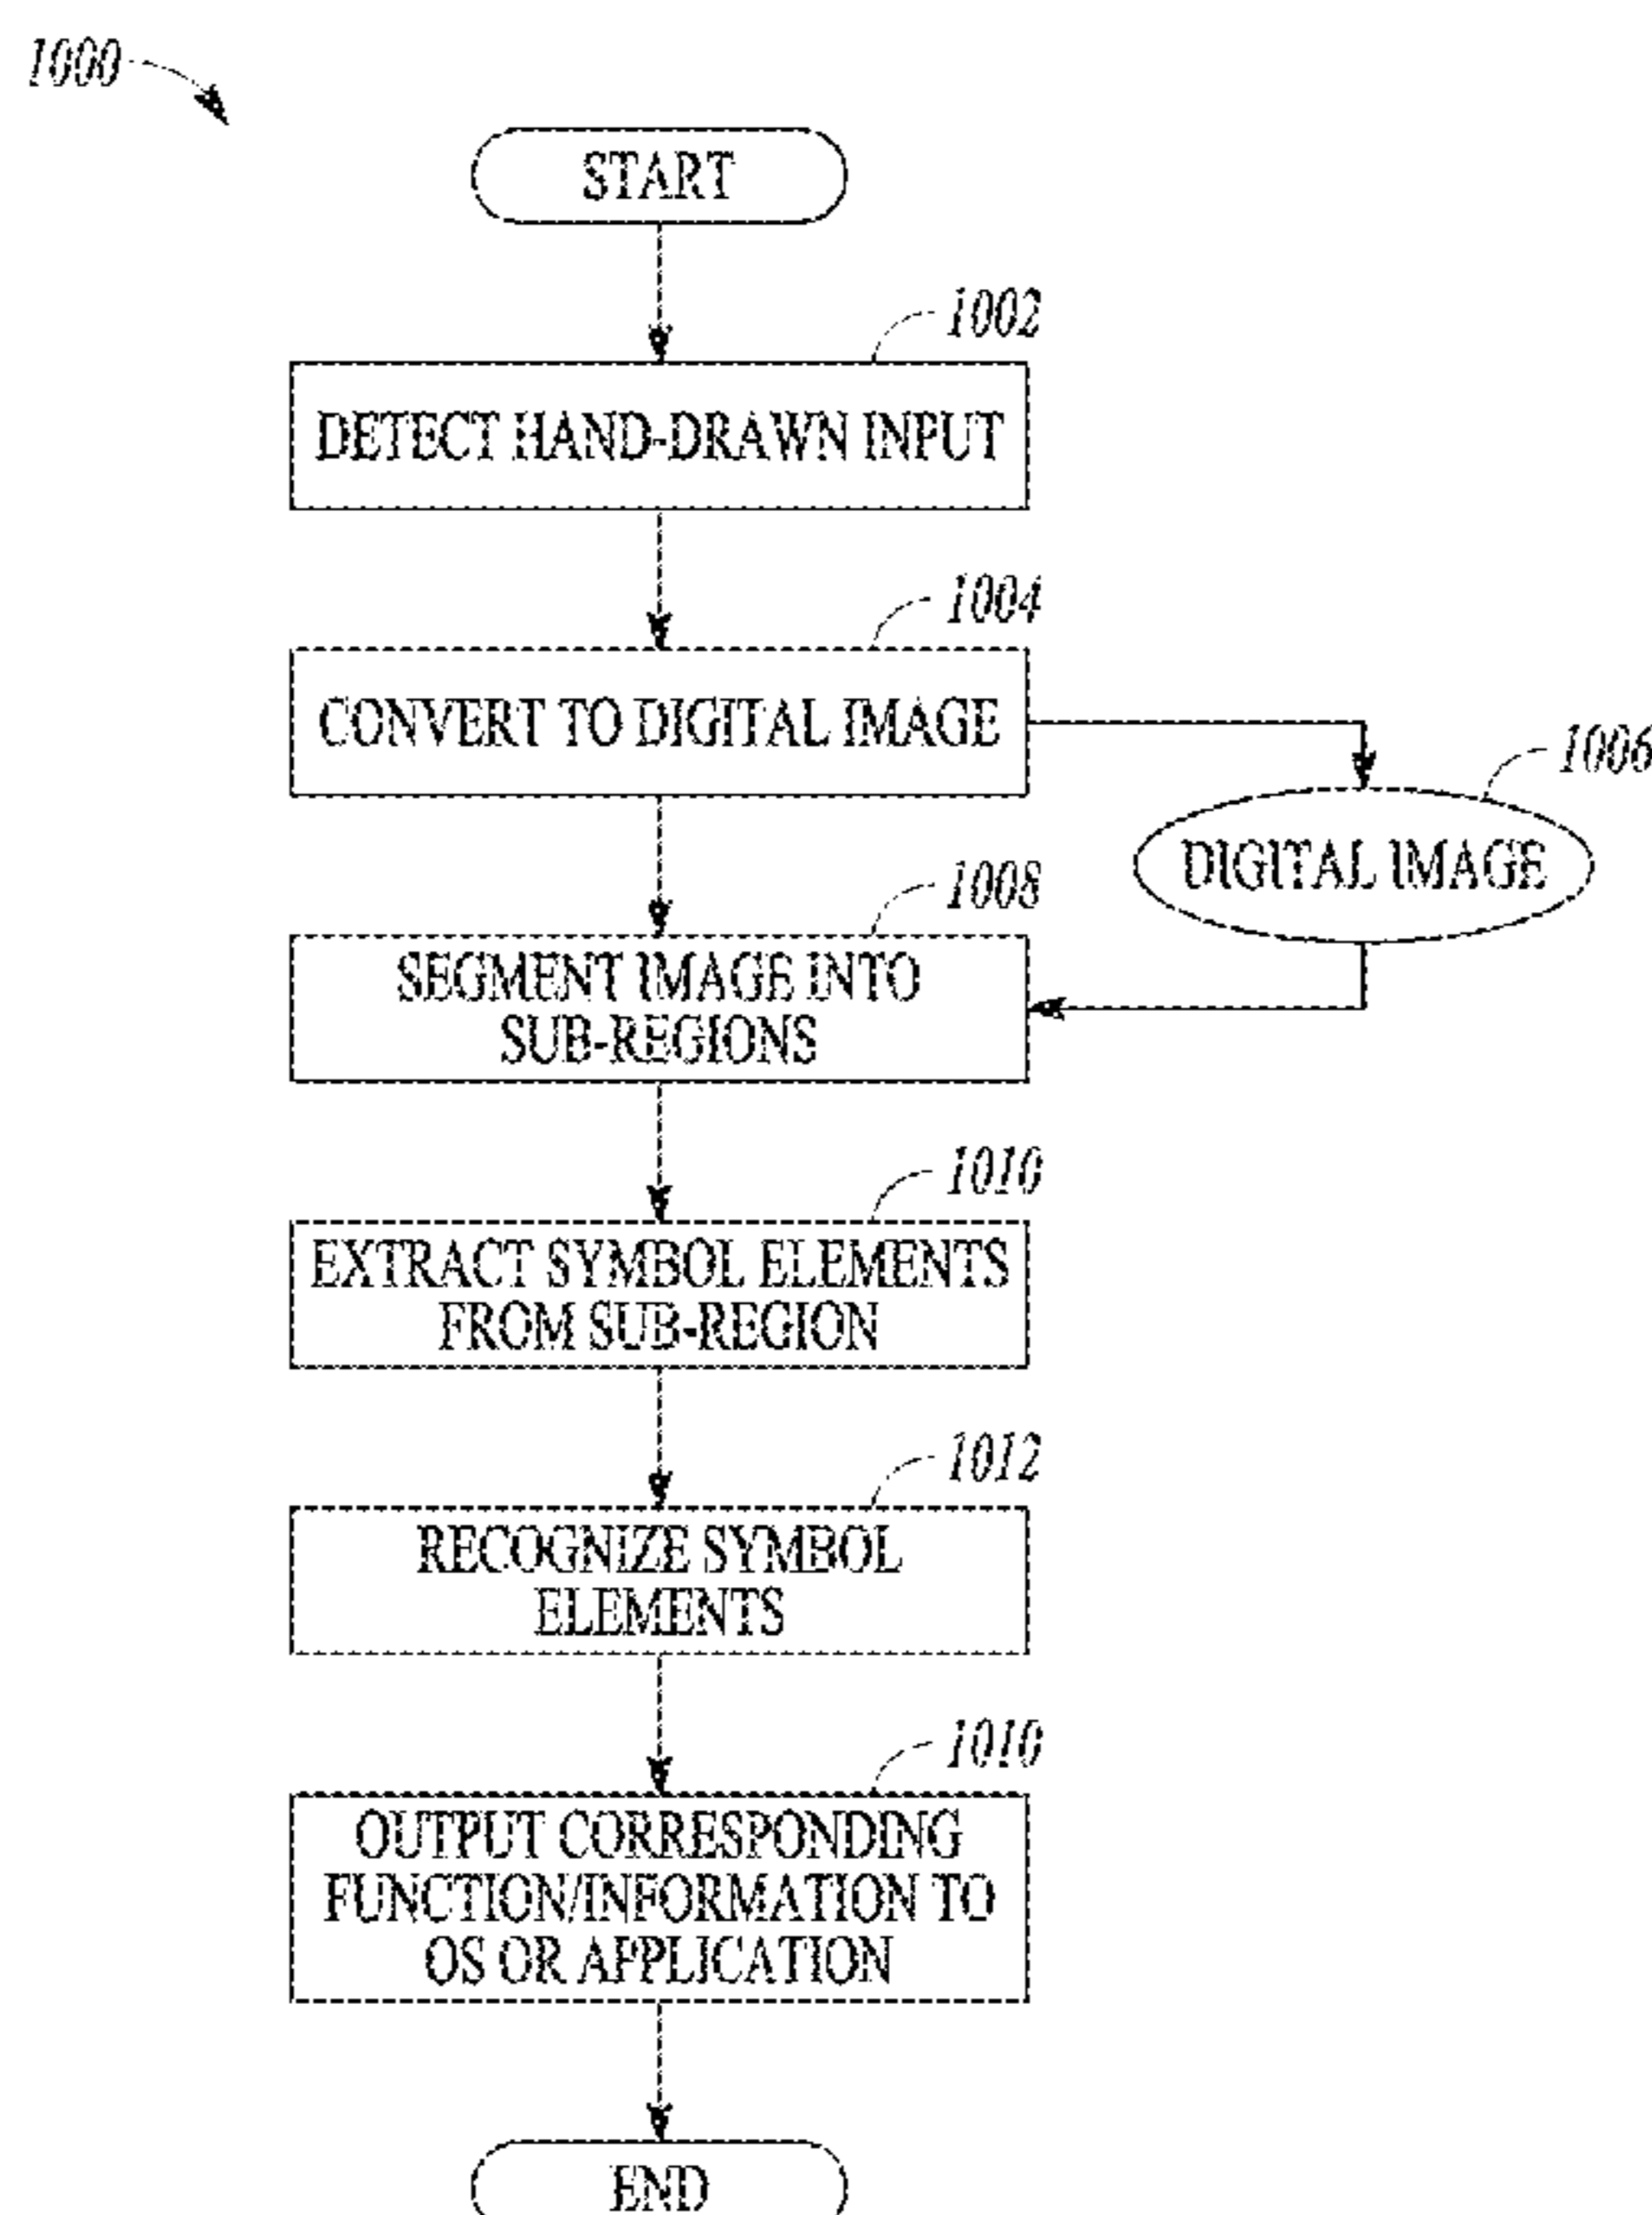 1000
START
1002
DETECT HAND-DRAWN INPUT
1004
CONVERT TO DIGITAL IMAGE
1006
DIGITAL IMAGE
1008
SEGMENT IMAGE INTO
SUB-REGIONS
1010
EXTRACT SYMBOL ELEMENTS
FROM SUB-REGION
1012
RECOGNIZE SYMBOL
ELEMENTS
1010
OUTPUT CORRESPONDING
FUNCTION/INFORMATION TO
OS OR APPLICATION
END